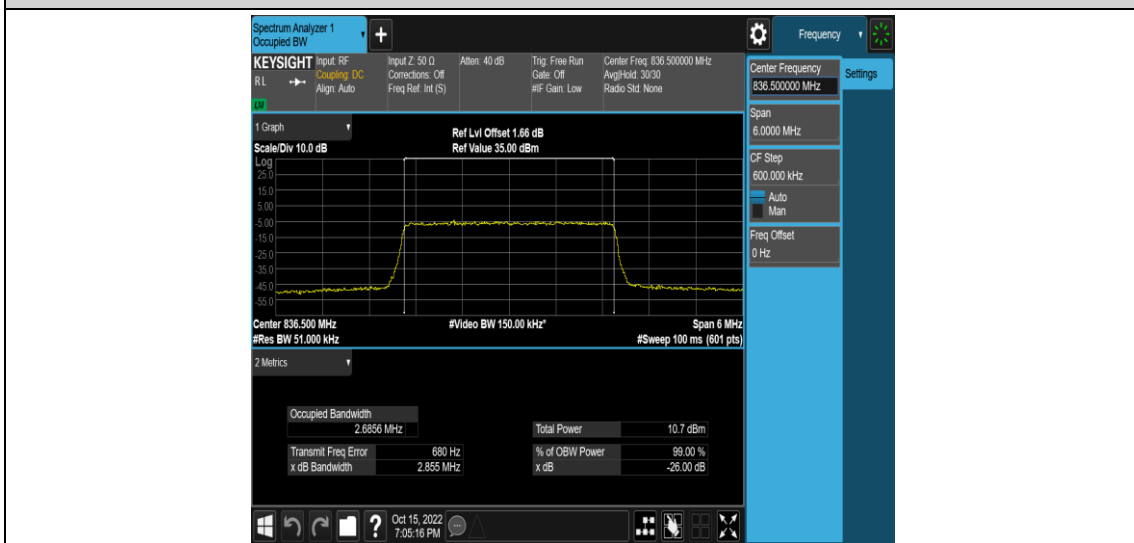 Spectrum Analyzer 1
Occupied BW
+
Frequency
KEYSIGHT
RL
LXI
Input: RF
Coupling: DC
Align: Auto
Input Z: 50 Ω
Corrections: Off
Freq Ref: Int (S)
Atten: 40 dB
Trig: Free Run
Gate: Off
#IF Gain: Low
Center Freq: 836.500000 MHz
Avg|Hold: 30/30
Radio Std: None
Center Frequency
836.500000 MHz
Settings
Span
6.0000 MHz
CF Step
600.000 kHz
Auto
Man
Freq Offset
0 Hz
1 Graph
Scale/Div 10.0 dB
Ref Lvl Offset 1.66 dB
Ref Value 35.00 dBm
Log
25.0
15.0
5.00
-5.00
-15.0
-25.0
-35.0
-45.0
-55.0
Center 836.500 MHz
#Video BW 150.00 kHz*
Span 6 MHz
#Res BW 51.000 kHz
#Sweep 100 ms (601 pts)
2 Metrics
Occupied Bandwidth
2.6856 MHz
Total Power 10.7 dBm
Transmit Freq Error 680 Hz
% of OBW Power 99.00 %
x dB Bandwidth 2.855 MHz
x dB -26.00 dB
?
Oct 15, 2022
7:05:16 PM